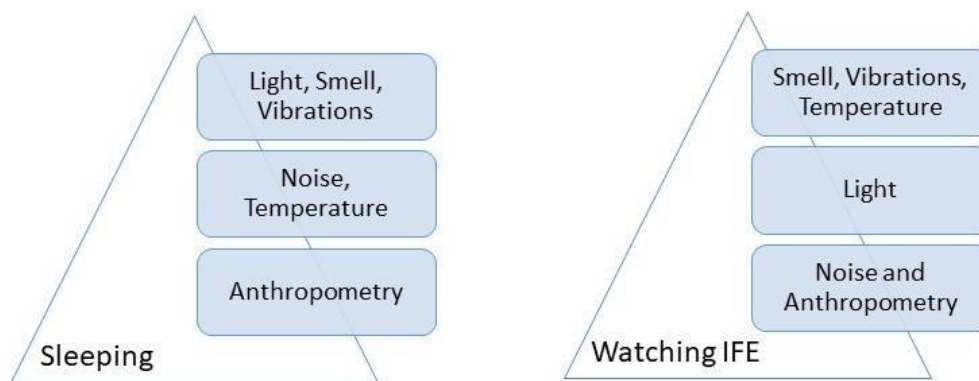 Light, Smell,
Vibrations
Noise,
Temperature
Anthropometry
Sleeping
Smell, Vibrations,
Temperature
Light
Noise and
Anthropometry
Watching IFE